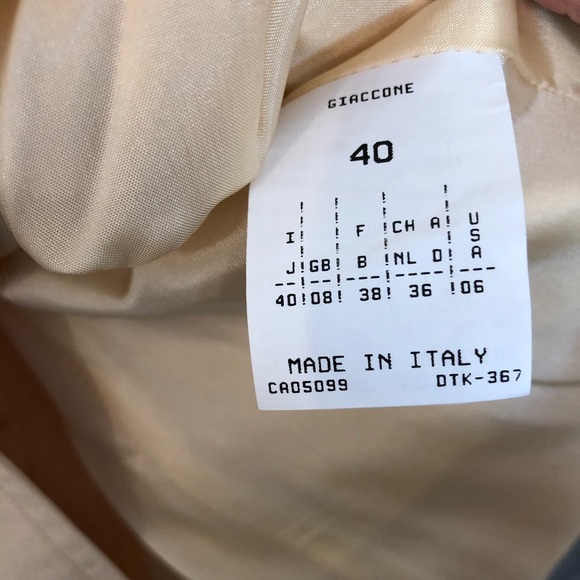 GIACCONE
40
! ! ! ! U
I ! ! F !CH A! S
J!GB! B !NL D! A
--!--!---!----!---
40!08! 38! 36 !06
MADE IN ITALY
CA05099 DTK-367